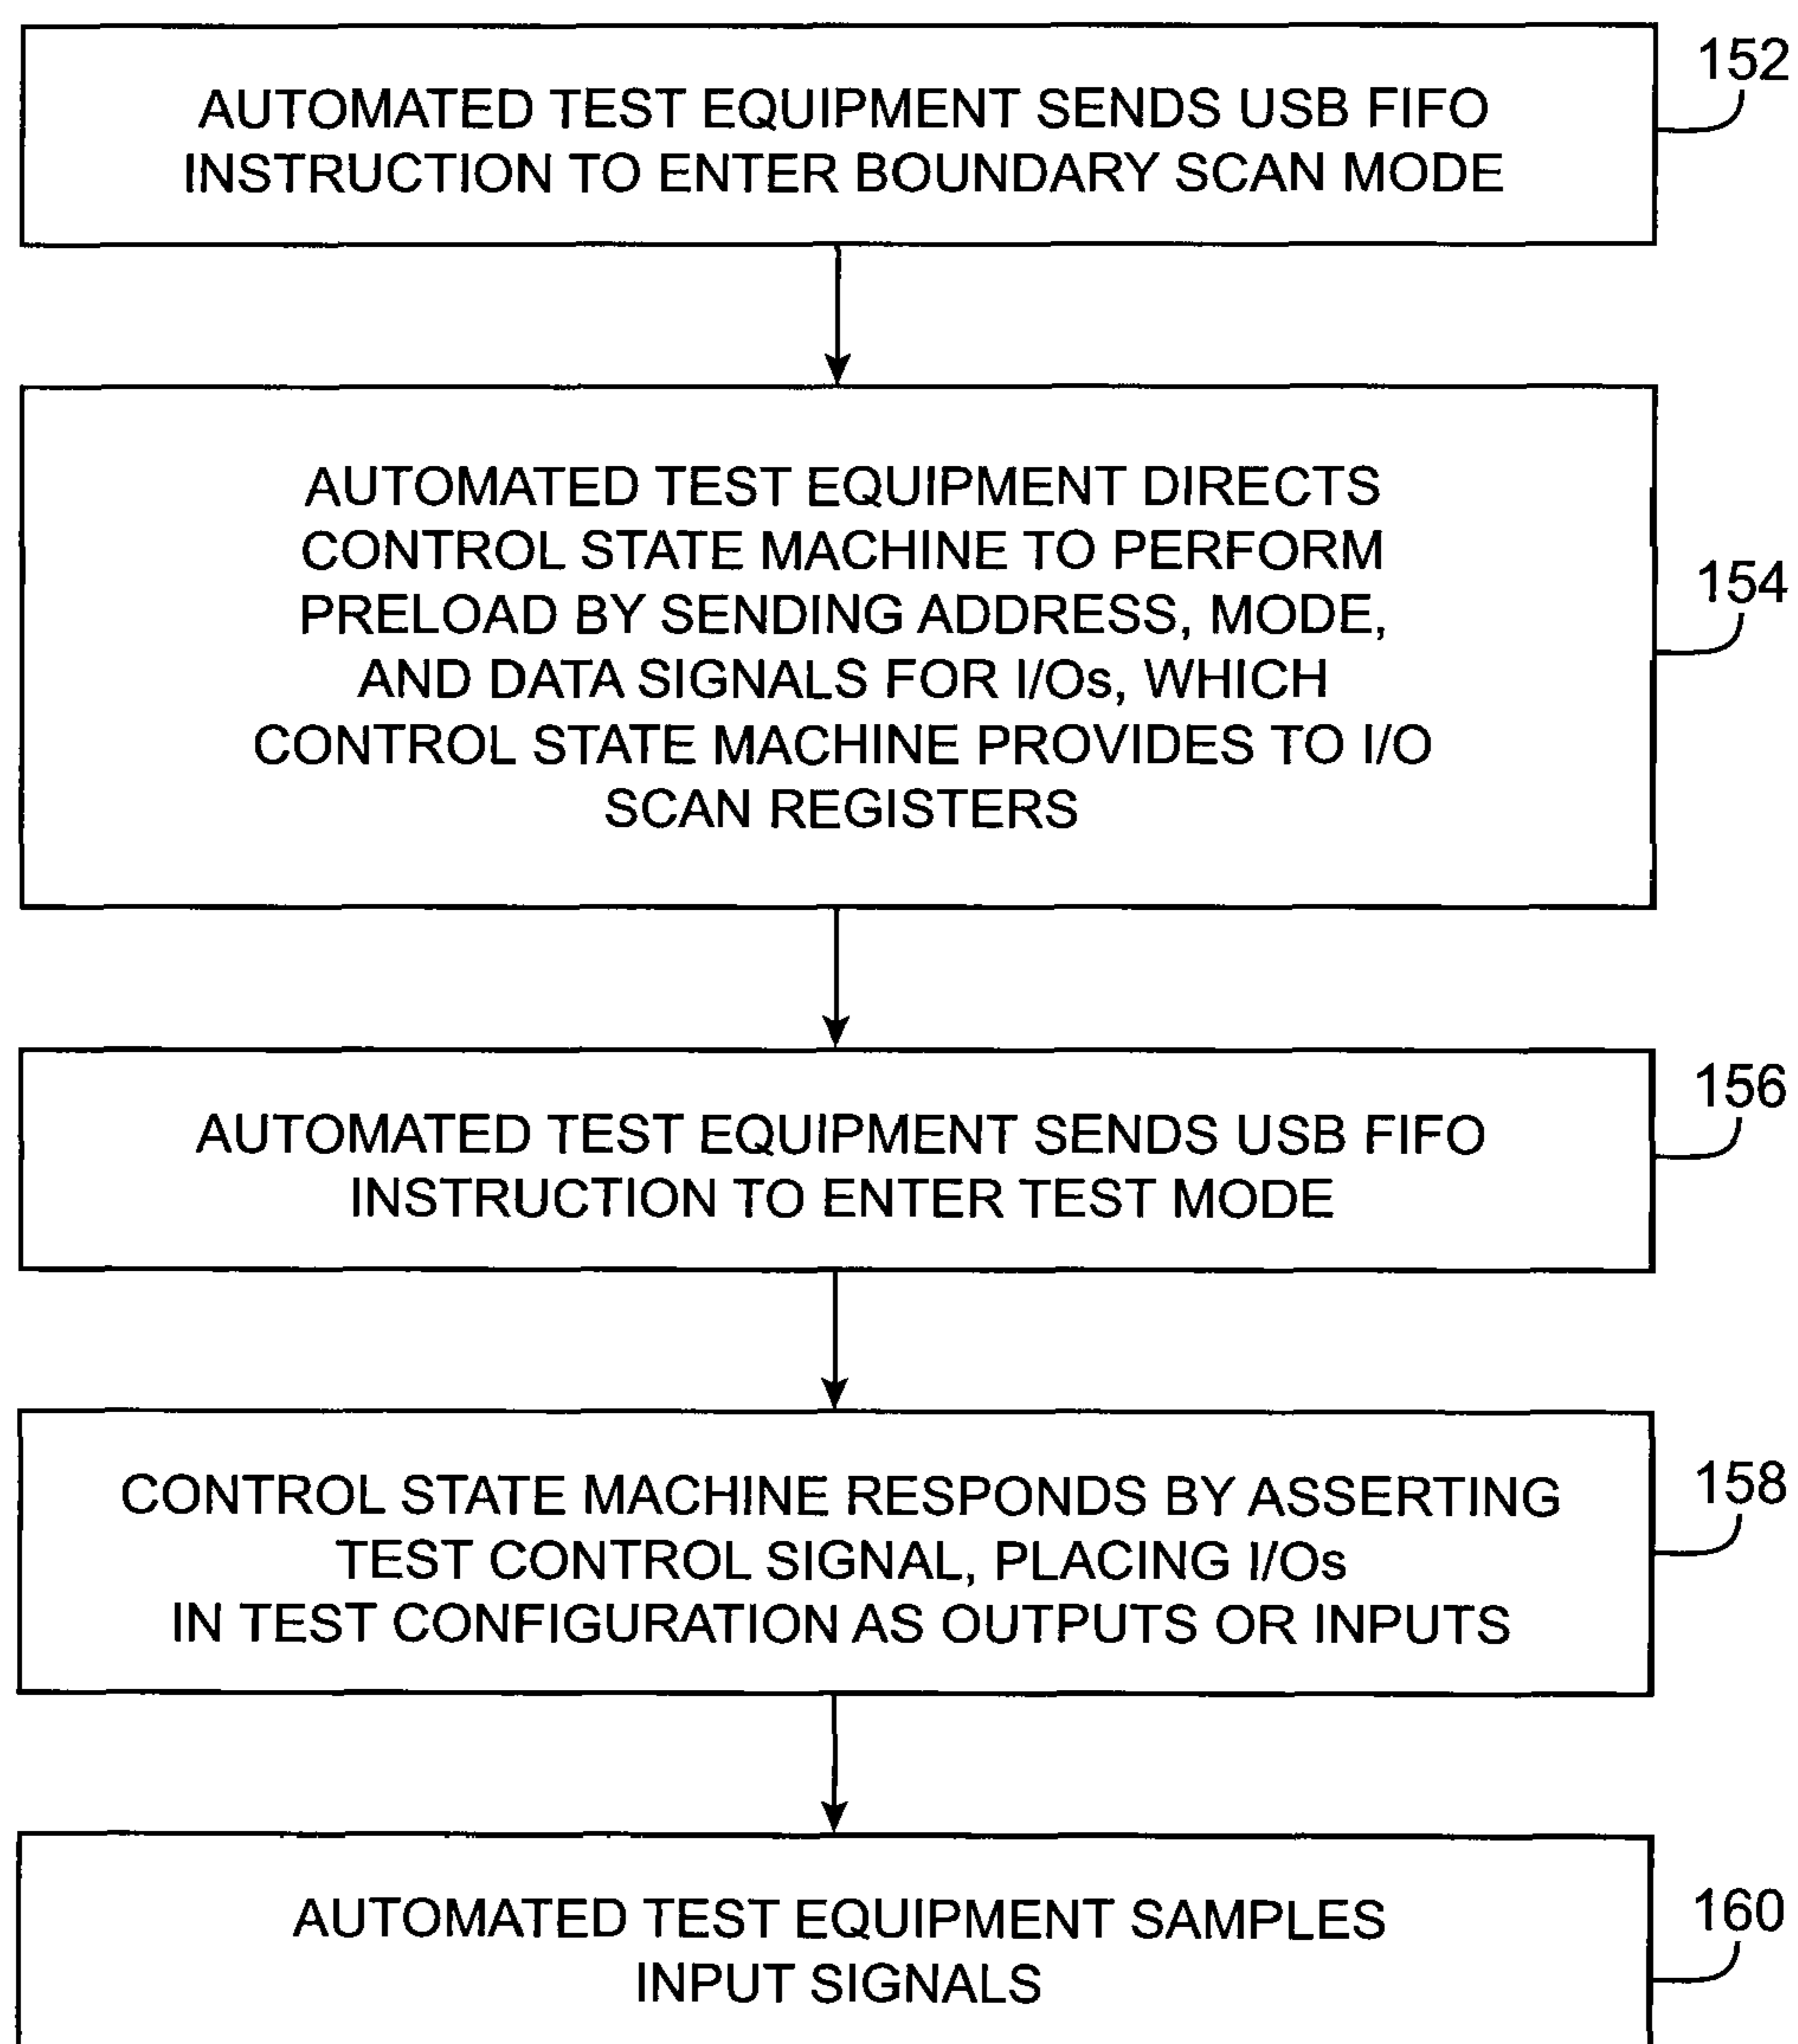 152
AUTOMATED TEST EQUIPMENT SENDS USB FIFO
INSTRUCTION TO ENTER BOUNDARY SCAN MODE
AUTOMATED TEST EQUIPMENT DIRECTS
CONTROL STATE MACHINE TO PERFORM
PRELOAD BY SENDING ADDRESS, MODE,
AND DATA SIGNALS FOR I/Os, WHICH
CONTROL STATE MACHINE PROVIDES TO I/O
SCAN REGISTERS
154
AUTOMATED TEST EQUIPMENT SENDS USB FIFO
INSTRUCTION TO ENTER TEST MODE
156
CONTROL STATE MACHINE RESPONDS BY ASSERTING
TEST CONTROL SIGNAL, PLACING I/Os
IN TEST CONFIGURATION AS OUTPUTS OR INPUTS
158
AUTOMATED TEST EQUIPMENT SAMPLES
INPUT SIGNALS
160